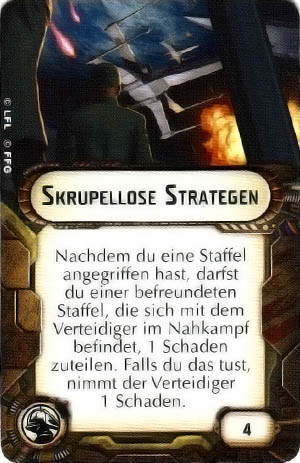 © LFL © FFG
SKRUPELLOSE STRATEGEN
Nachdem du eine Staffel
angegriffen hast, darfst
du einer befreundeten
Staffel, die sich mit dem
Verteidiger im Nahkampf
befindet, 1 Schaden
zuteilen. Falls du das tust,
nimmt der Verteidiger
1 Schaden.
4